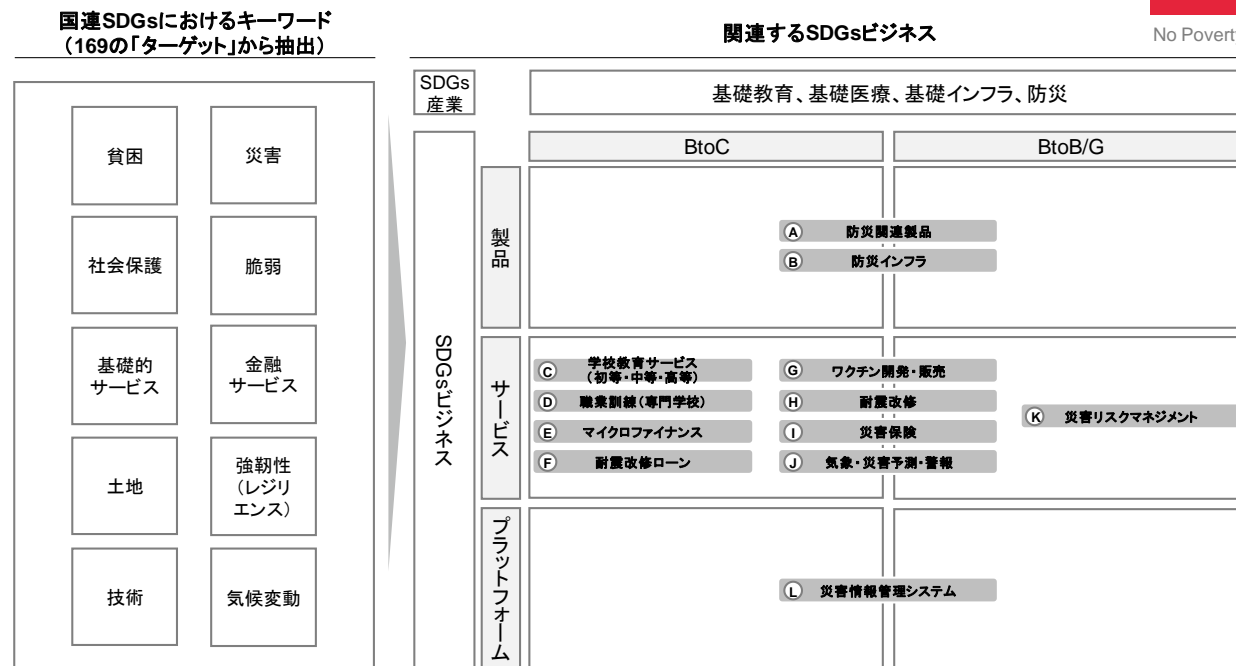 国連SDGsにおけるキーワード
（169の「ターゲット」から抽出）
関連するSDGsビジネス
No Povert
貧困
災害
社会保護
脆弱
基礎的
サービス
金融
サービス
土地
強靭性
（レジリ
エンス）
技術
気候変動
SDGs
産業
基礎教育、基礎医療、基礎インフラ、防災
SDGsビジネス
BtoC
BtoB/G
製品
A 防災関連製品
B 防災インフラ
サービス
C 学校教育サービス
（初等・中等・高等）
D 職業訓練（専門学校）
E マイクロファイナンス
F 耐震改修ローン
G ワクチン開発・販売
H 耐震改修
I 災害保険
J 気象・災害予測・警報
K 災害リスクマネジメント
プラットフォーム
L 災害情報管理システム